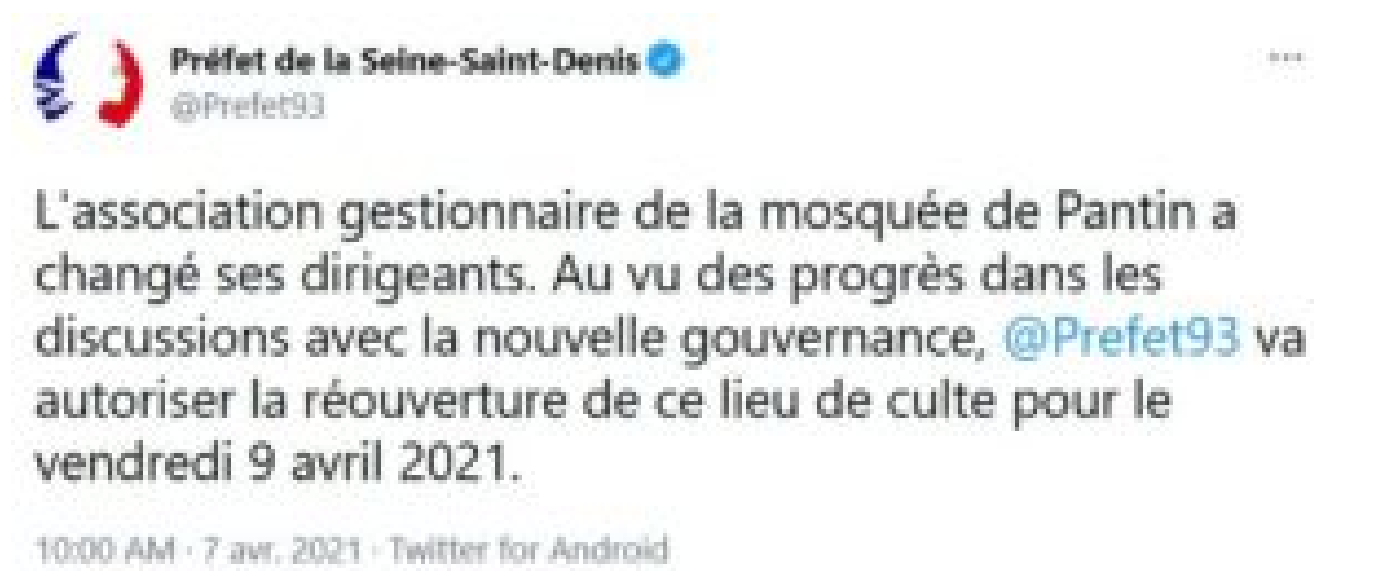 Préfet de la Seine-Saint-Denis
@Prefet93
L'association gestionnaire de la mosquée de Pantin a
changé ses dirigeants. Au vu des progrès dans les
discussions avec la nouvelle gouvernance, @Prefet93 va
autoriser la réouverture de ce lieu de culte pour le
vendredi 9 avril 2021.
10:00 AM · 7 avr. 2021 · Twitter for Android